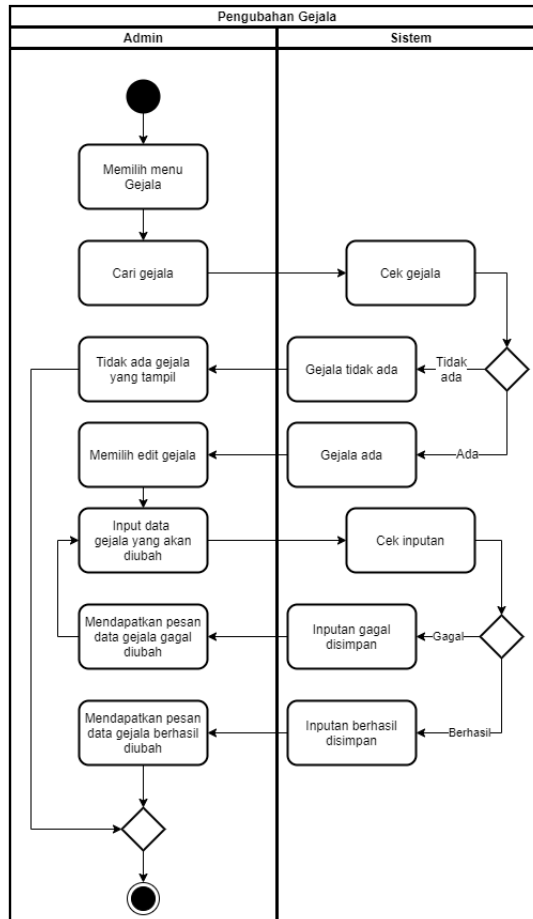 Pengubahan Gejala
Admin
Sistem
Memilih menu
Gejala
Cari gejala
Cek gejala
Tidak ada gejala
yang tampil
Gejala tidak ada
Tidak
ada
Memilih edit gejala
Gejala ada
Ada
Input data
gejala yang akan
diubah
Cek inputan
Mendapatkan pesan
data gejala gagal
diubah
Inputan gagal
disimpan
Gagal
Mendapatkan pesan
data gejala berhasil
diubah
Inputan berhasil
disimpan
Berhasil